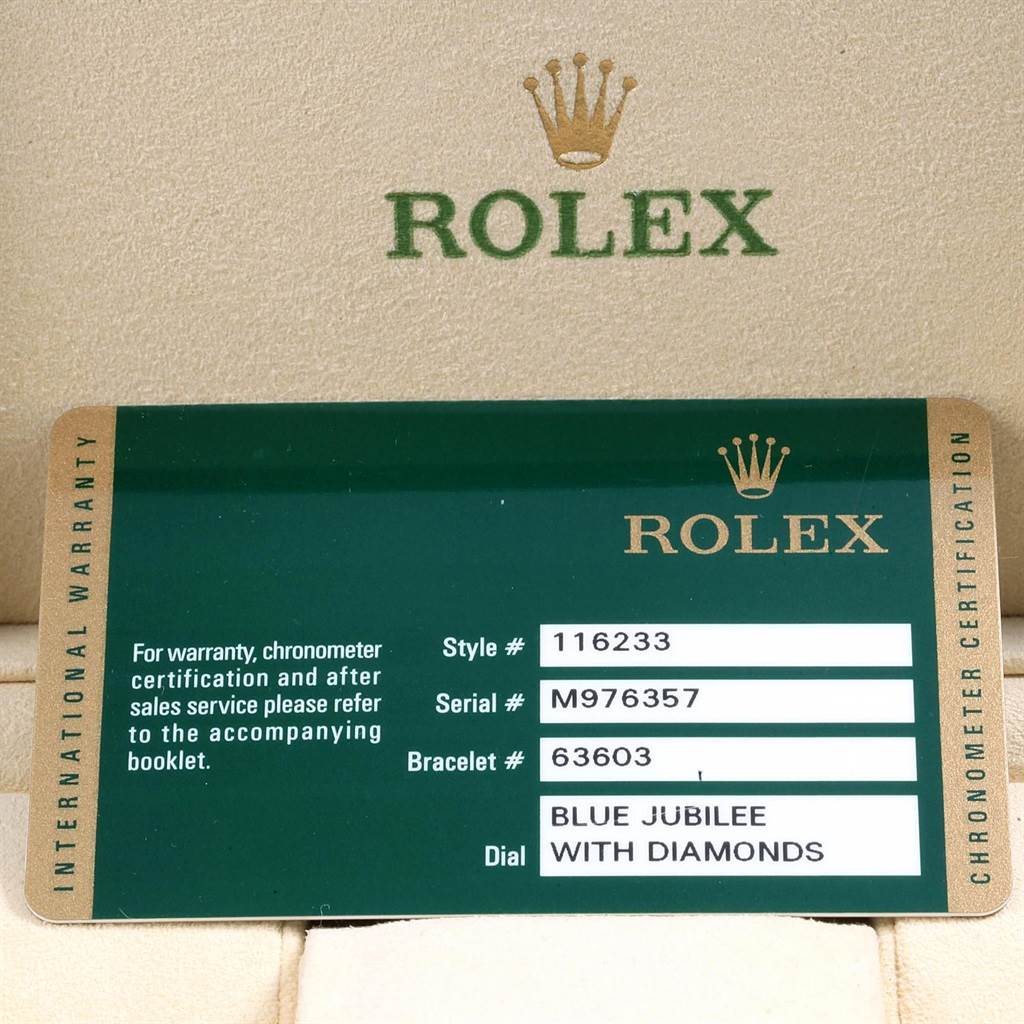 ROLEX
ROLEX
INTERNATIONAL WARRANTY
For warranty, chronometer
certification and after
sales service please refer
to the accompanying
booklet.
Style # 116233
Serial # M976357
Bracelet # 63603
Dial BLUE JUBILEE
WITH DIAMONDS
CHRONOMETER CERTIFICATION